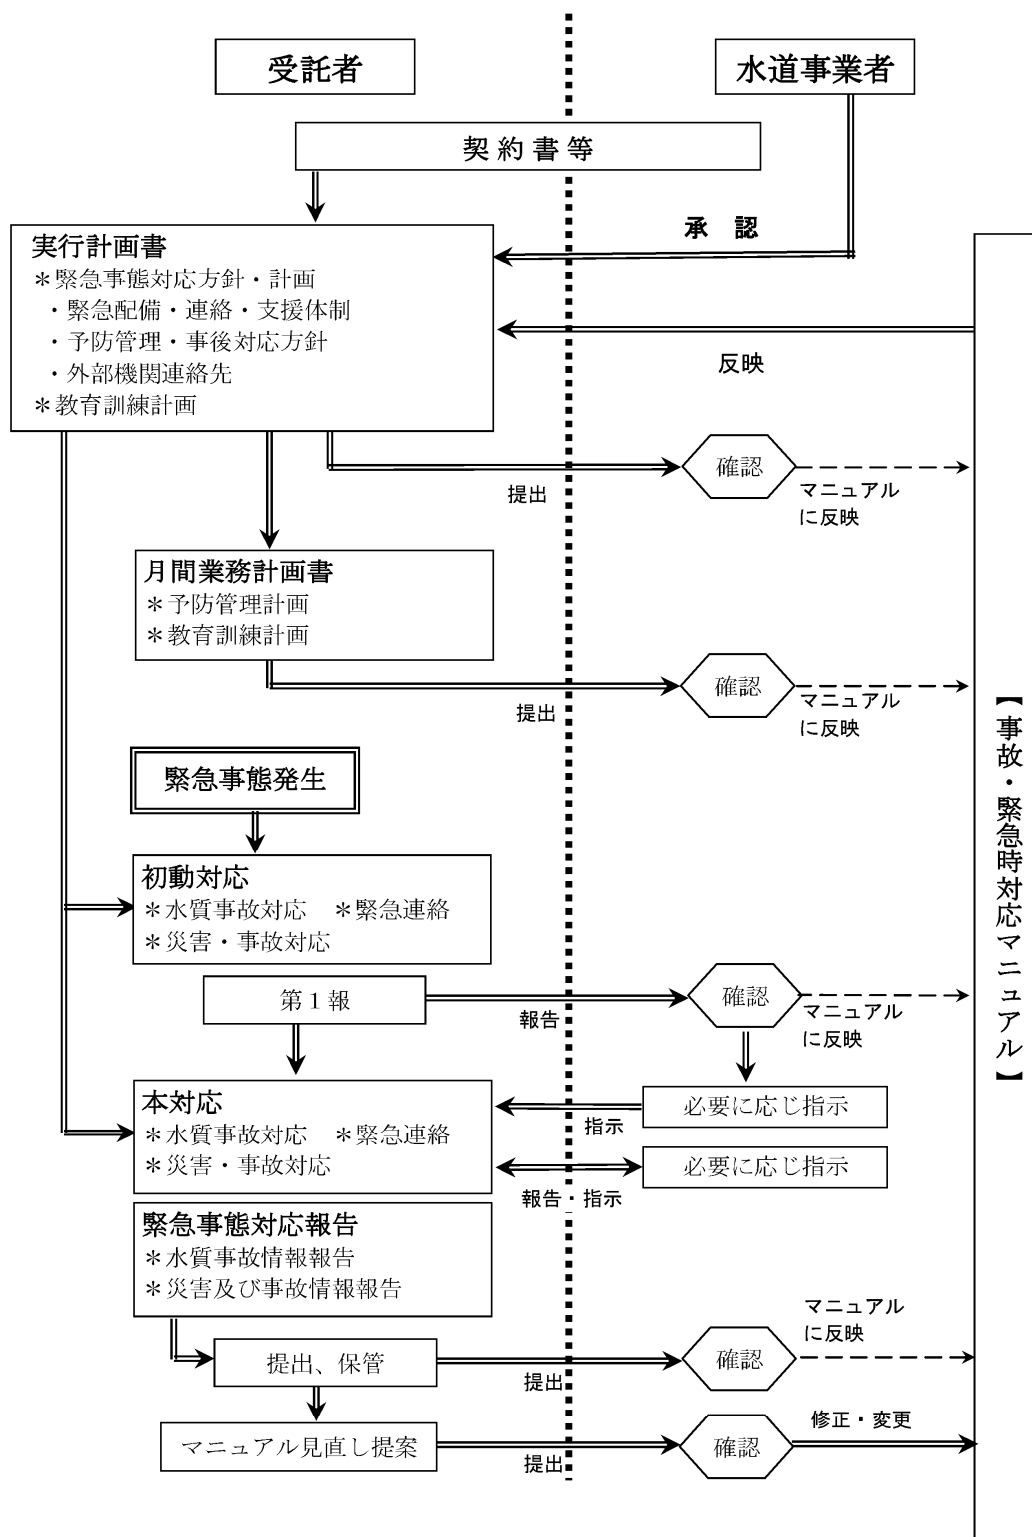 受託者
水道事業者
契約書等
承　認
実行計画書
＊緊急事態対応方針・計画
・緊急配備・連絡・支援体制
・予防管理・事後対応方針
・外部機関連絡先
＊教育訓練計画
反映
確認
提出
マニュアル
に反映
月間業務計画書
＊予防管理計画
＊教育訓練計画
確認
提出
マニュアル
に反映
【事故・緊急時対応マニュアル】
緊急事態発生
初動対応
＊水質事故対応　＊緊急連絡
＊災害・事故対応
第１報
報告
確認
マニュアル
に反映
本対応
＊水質事故対応　＊緊急連絡
＊災害・事故対応
必要に応じ指示
指示
必要に応じ指示
報告・指示
緊急事態対応報告
＊水質事故情報報告
＊災害及び事故情報報告
マニュアル
に反映
提出、保管
提出
確認
修正・変更
マニュアル見直し提案
提出
確認